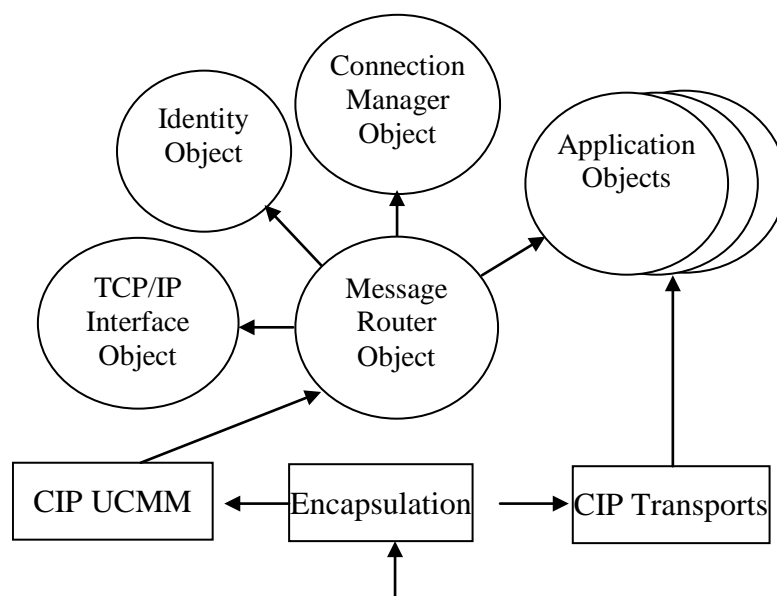 Connection
Manager
Object
Identity
Object
Application
Objects
TCP/IP
Interface
Object
Message
Router
Object
CIP UCMM
Encapsulation
CIP Transports